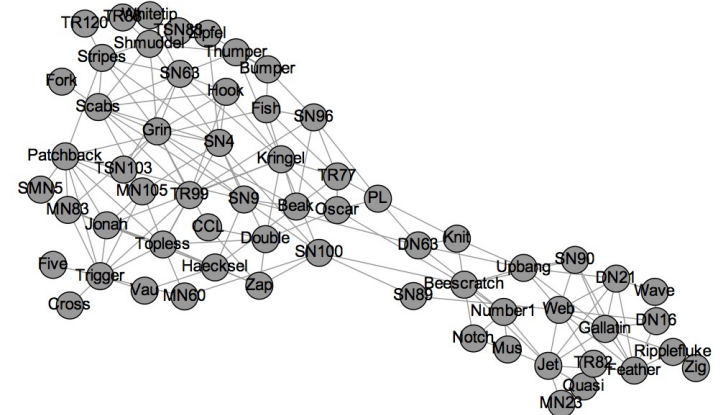 TR120
TR88
Whitetip
TSN83
Zipfel
Shmuddel
Thumper
Stripes
Bumper
SN63
Fork
Hook
Scabs
Fish
SN96
Grin
SN4
Patchback
Kringel
TSN103
TR77
SMN5
MN105
TR99
SN9
PL
MN83
Beak
Oscar
Jonah
CCL
Topless
Double
DN63
Knit
SN100
Five
Haecksel
Upbang
SN90
Trigger
DN21
Vau
MN60
Zap
Beescratch
Wave
Cross
SN89
Number1
Web
DN16
Gallatin
Notch
Mus
Ripplefluke
Jet
TR82
Feather
Zig
Quasi
MN23